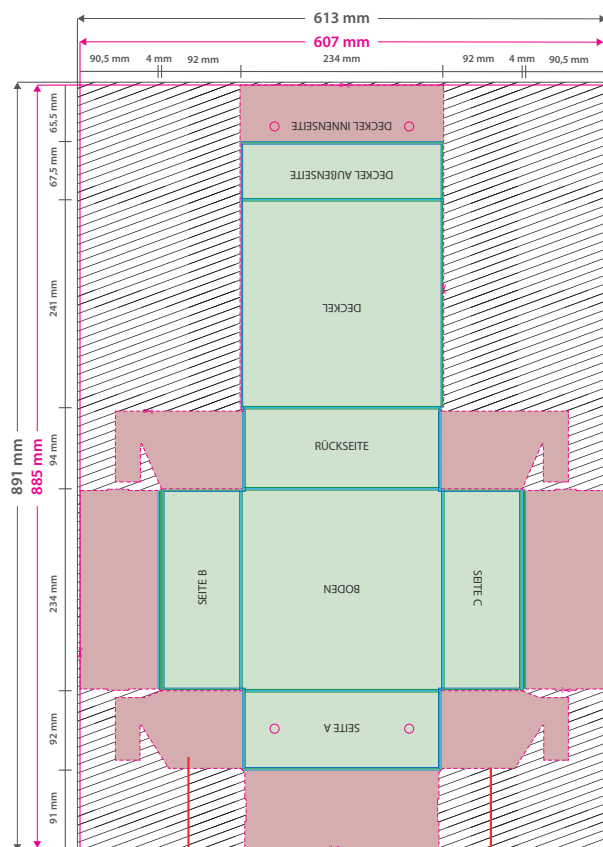 613 mm
607 mm
90,5 mm
4 mm
92 mm
234 mm
92 mm
4 mm
90,5 mm
891 mm
885 mm
65,5 mm
67,5 mm
241 mm
94 mm
234 mm
92 mm
91 mm
DECKEL INNENSEITE
DECKEL AUßENSEITE
DECKEL
RÜCKSEITE
SEITE B
BODEN
SEITE C
SEITE A